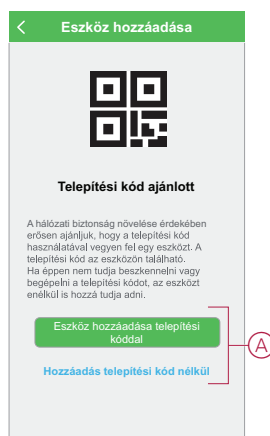 Eszköz hozzáadása
Telepítési kód ajánlott
A hálózati biztonság növelése érdekében
erősen ajánljuk, hogy a telepítési kód
használatával vegyen fel egy eszközt. A
telepítési kód az eszközön található.
Ha éppen nem tudja beszkennelni vagy
begépelni a telepítési kódot, az eszközt
enélkül is hozzá tudja adni.
Eszköz hozzáadása telepítési
kóddal
A
Hozzáadás telepítési kód nélkül